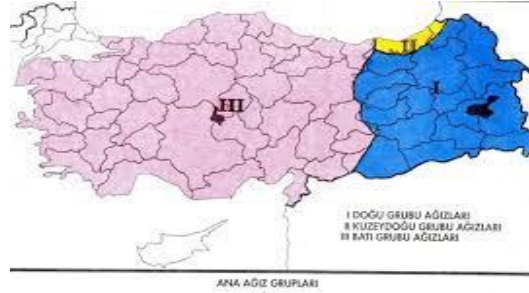 II
I
III
I DOĞU GRUBU AĞIZLARI
II KUZEYDOĞU GRUBU AĞIZLARI
III BATI GRUBU AĞIZLARI
ANA AĞIZ GRUPLARI